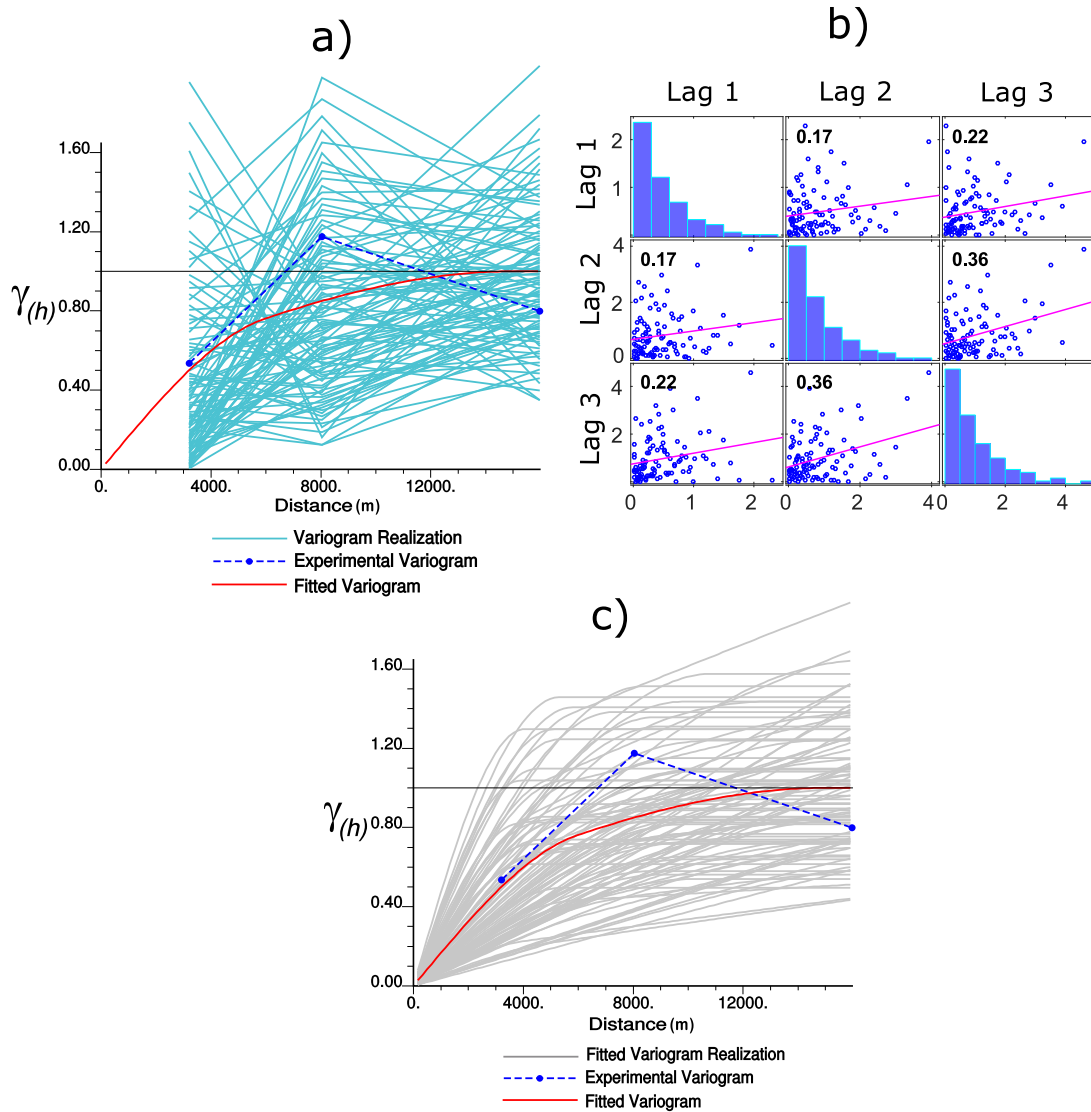 a)
1.60
1.20
0.80
0.40
0.00
γ(h)
0.
4000.
8000.
12000.
Distance (m)
Variogram Realization
Experimental Variogram
Fitted Variogram
b)
Lag 1
Lag 2
Lag 3
Lag 1
2
1
0.17
0.22
Lag 2
4
2
0
0.17
0.36
Lag 3
4
2
0.22
0.36
0
1
2
0
2
4
0
2
4
c)
1.60
1.20
0.80
0.40
0.00
γ(h)
0.
4000.
8000.
12000.
Distance (m)
Fitted Variogram Realization
Experimental Variogram
Fitted Variogram